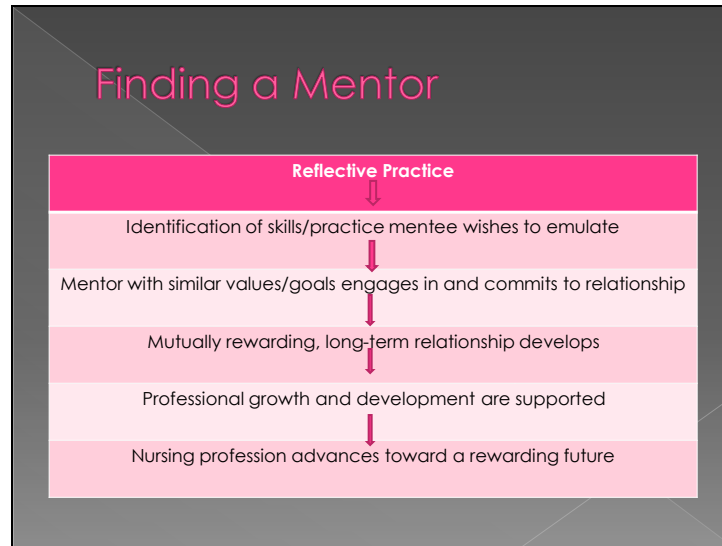 Finding a Mentor
Reflective Practice
Identification of skills/practice mentee wishes to emulate
Mentor with similar values/goals engages in and commits to relationship
Mutually rewarding, long-term relationship develops
Professional growth and development are supported
Nursing profession advances toward a rewarding future